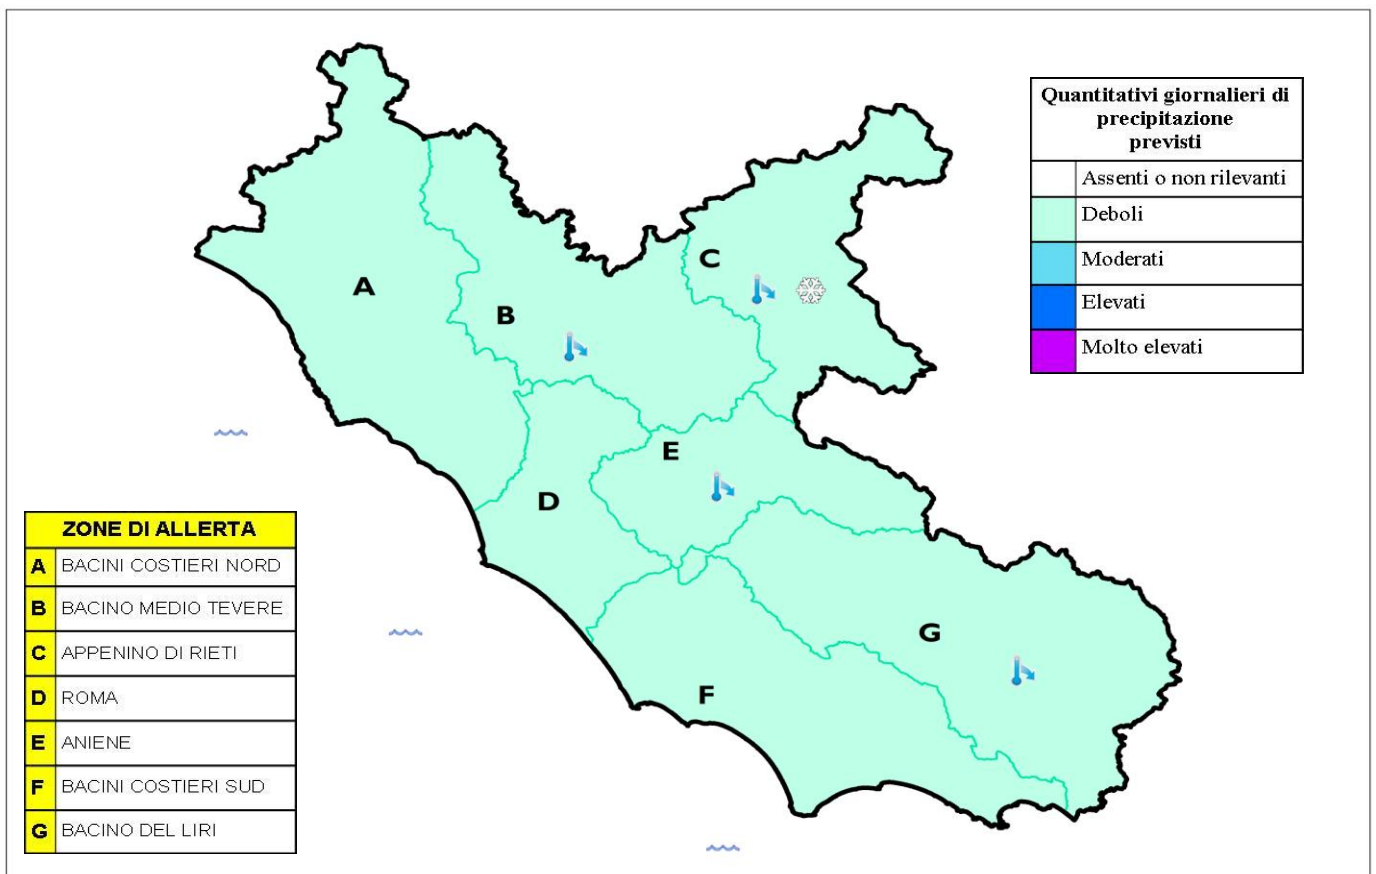 Quantitativi giornalieri di
precipitazione
previsti
Assenti o non rilevanti
Deboli
Moderati
Elevati
Molto elevati
A
B
C
D
E
F
G
ZONE DI ALLERTA
A BACINI COSTIERI NORD
B BACINO MEDIO TEVERE
C APPENINO DI RIETI
D ROMA
E ANIENE
F BACINI COSTIERI SUD
G BACINO DEL LIRI